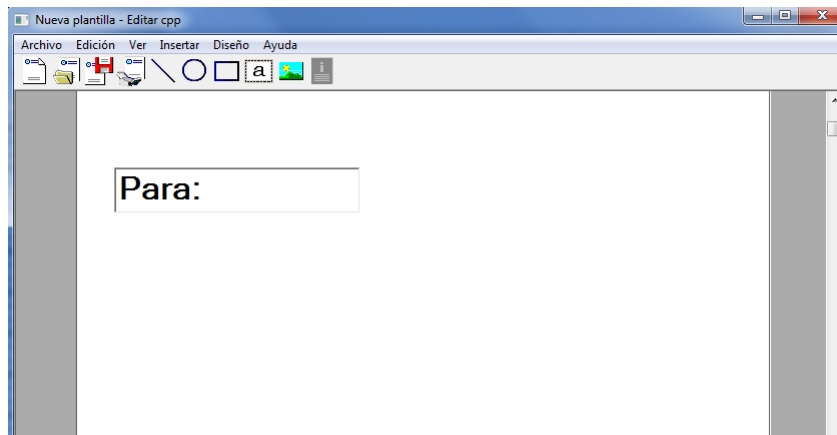 Nueva plantilla - Editar cpp
Archivo Edición Ver Insertar Diseño Ayuda
a
Para: